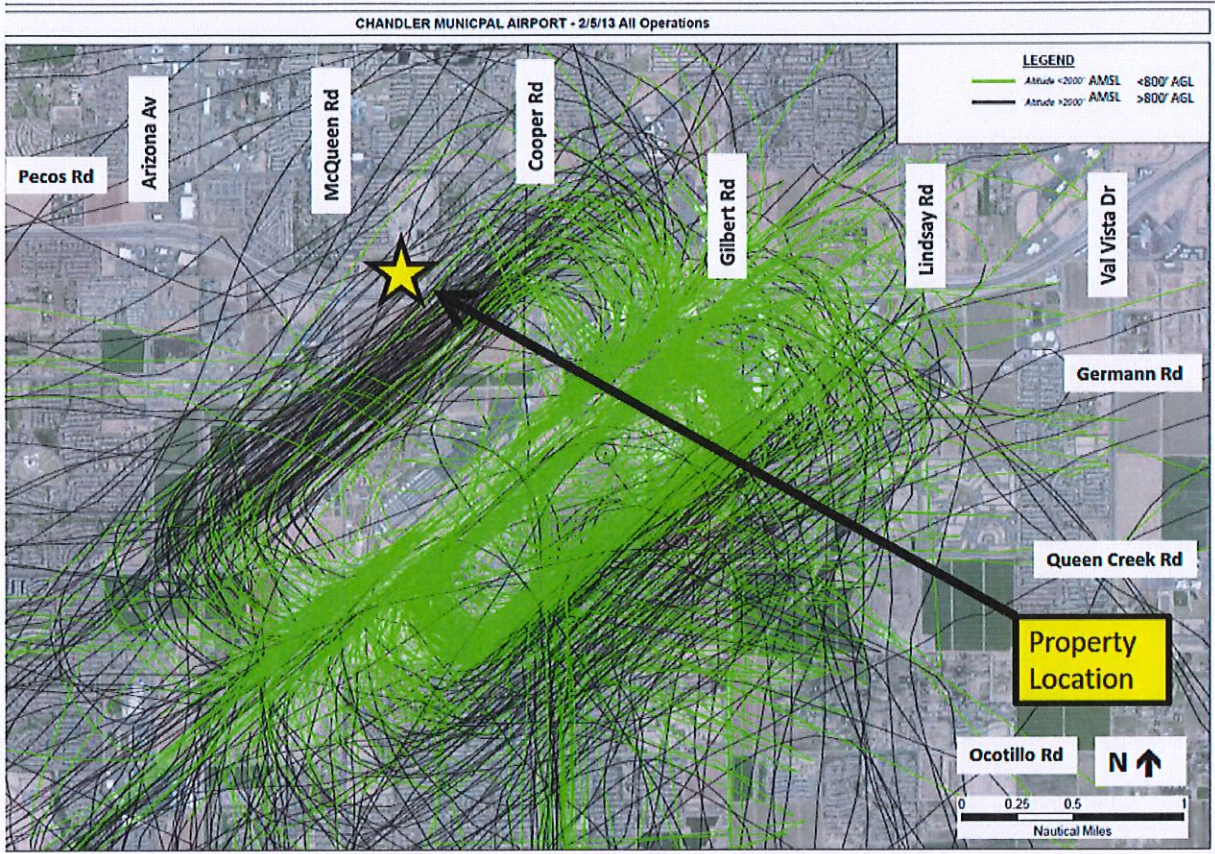 CHANDLER MUNICPAL AIRPORT - 2/5/13 All Operations
LEGEND
Altitude <2000' AMSL <800' AGL
Altitude >2000' AMSL >800' AGL
Pecos Rd
Arizona Av
McQueen Rd
Cooper Rd
Gilbert Rd
Lindsay Rd
Val Vista Dr
Germann Rd
Queen Creek Rd
Property
Location
Ocotillo Rd
N
0 0.25 0.5 1
Nautical Miles